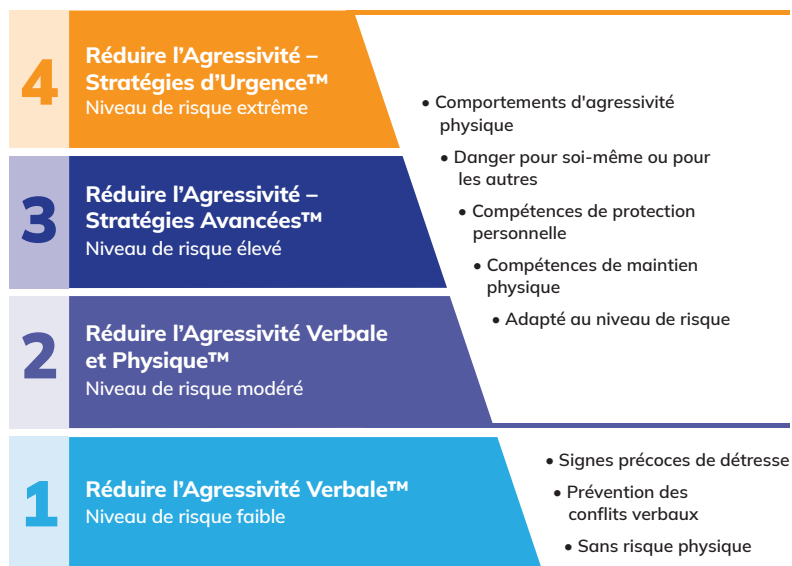 4
Réduire l’Agressivité –
Stratégies d’Urgence™
Niveau de risque extrême
3
Réduire l’Agressivité –
Stratégies Avancées™
Niveau de risque élevé
2
Réduire l’Agressivité Verbale
et Physique™
Niveau de risque modéré
• Comportements d'agressivité
physique
• Danger pour soi-même ou pour
les autres
• Compétences de protection
personnelle
• Compétences de maintien
physique
• Adapté au niveau de risque
1
Réduire l’Agressivité Verbale™
Niveau de risque faible
• Signes précoces de détresse
• Prévention des
conflits verbaux
• Sans risque physique